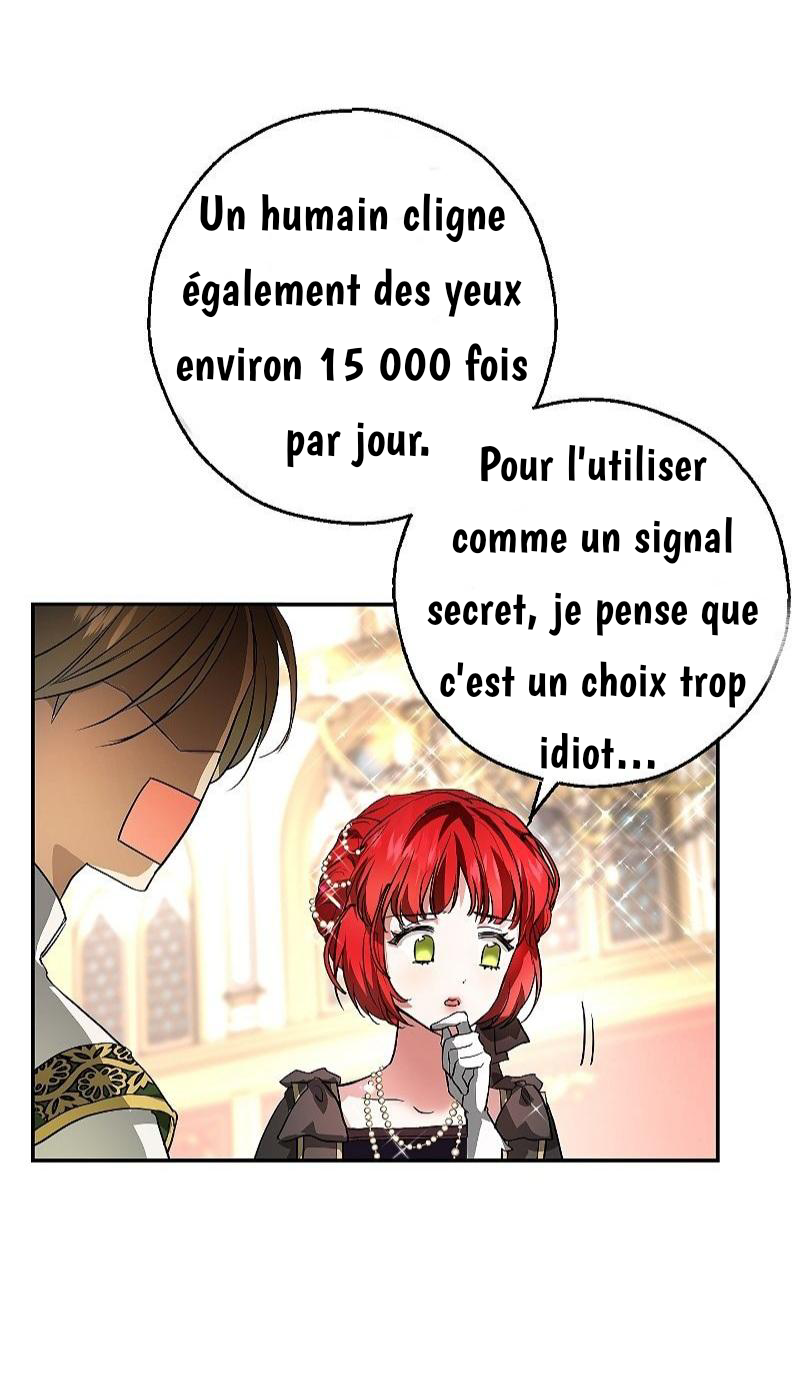 Un humain cligne
également des yeux
environ 15 000 fois
par jour.
Pour l'utiliser
comme un signal
secret, je pense que
c'est un choix trop
idiot...